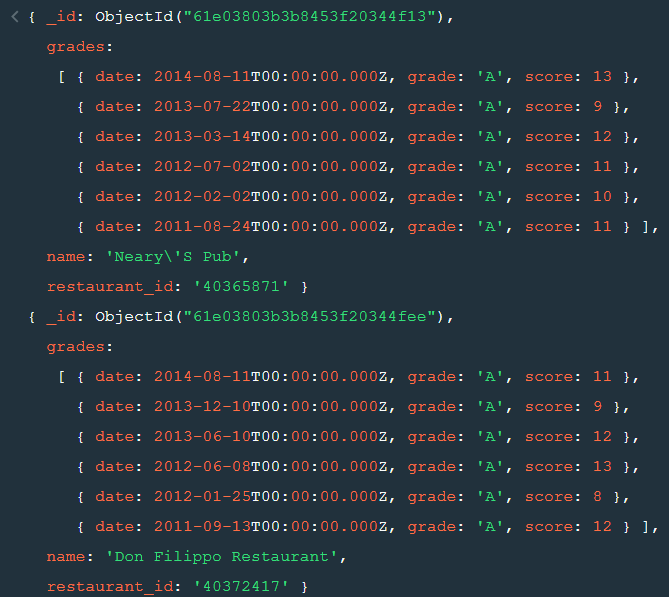 { _id: ObjectId("61e03803b3b8453f20344f13"),
grades:
[ { date: 2014-08-11T00:00:00.000Z, grade: 'A', score: 13 },
{ date: 2013-07-22T00:00:00.000Z, grade: 'A', score: 9 },
{ date: 2013-03-14T00:00:00.000Z, grade: 'A', score: 12 },
{ date: 2012-07-02T00:00:00.000Z, grade: 'A', score: 11 },
{ date: 2012-02-02T00:00:00.000Z, grade: 'A', score: 10 },
{ date: 2011-08-24T00:00:00.000Z, grade: 'A', score: 11 } ],
name: 'Neary\'S Pub',
restaurant_id: '40365871' }
{ _id: ObjectId("61e03803b3b8453f20344fee"),
grades:
[ { date: 2014-08-11T00:00:00.000Z, grade: 'A', score: 11 },
{ date: 2013-12-10T00:00:00.000Z, grade: 'A', score: 9 },
{ date: 2013-06-10T00:00:00.000Z, grade: 'A', score: 12 },
{ date: 2012-06-08T00:00:00.000Z, grade: 'A', score: 13 },
{ date: 2012-01-25T00:00:00.000Z, grade: 'A', score: 8 },
{ date: 2011-09-13T00:00:00.000Z, grade: 'A', score: 12 } ],
name: 'Don Filippo Restaurant',
restaurant_id: '40372417' }